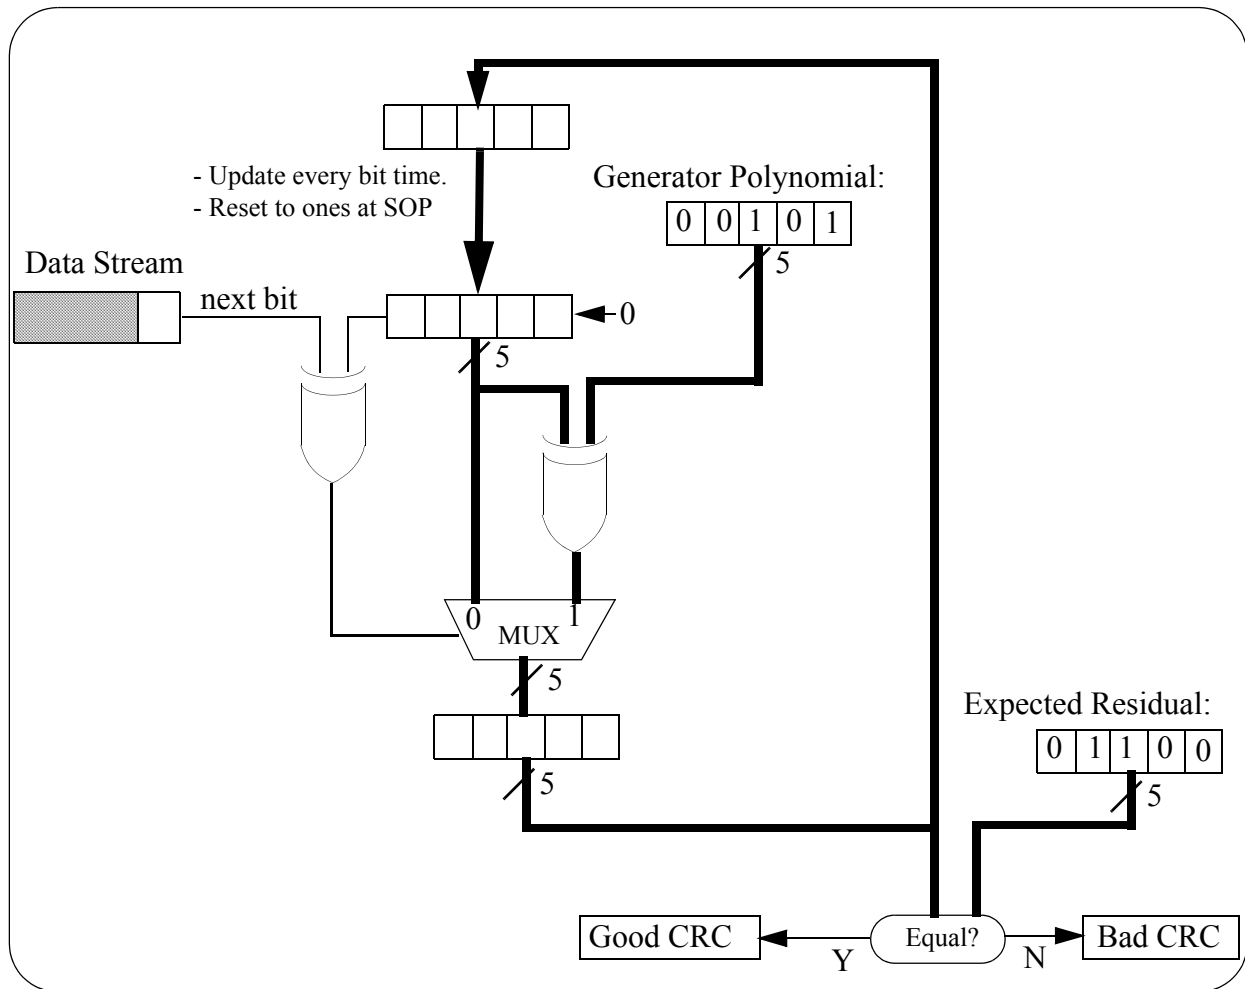 - Update every bit time.
- Reset to ones at SOP
Generator Polynomial:
0 0 1 0 1
5
Data Stream
next bit
0
5
0 1
MUX
5
Expected Residual:
0 1 1 0 0
5
5
Good CRC
Y
Equal?
N
Bad CRC